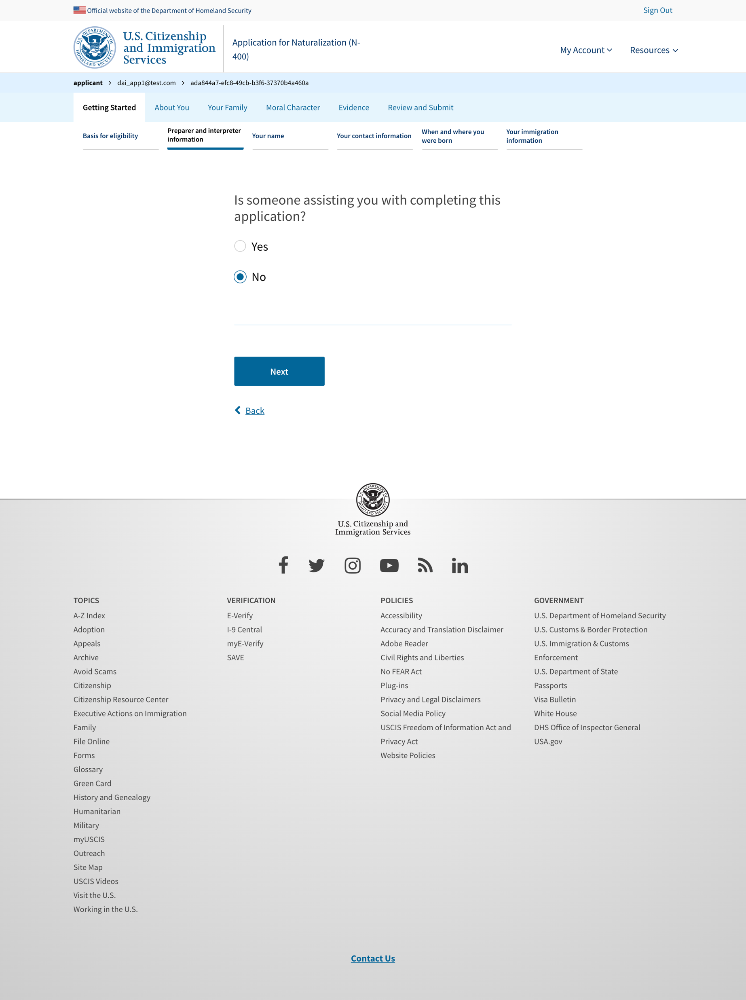 Official website of the Department of Homeland Security
Sign Out
U.S. DEPARTMENT OF HOMELAND SECURITY
U.S. Citizenship
and Immigration
Services
Application for Naturalization (N-
400)
My Account
Resources
applicant > dai_app1@test.com > ada844a7-efc8-49cb-b3f6-37370b4a460a
Getting Started
About You
Your Family
Moral Character
Evidence
Review and Submit
Basis for eligibility
Preparer and interpreter
information
Your name
Your contact information
When and where you
were born
Your immigration
information
Is someone assisting you with completing this
application?
Yes
No
Next
Back
U.S. DEPARTMENT OF HOMELAND SECURITY
U.S. Citizenship and
Immigration Services
TOPICS
A-Z Index
Adoption
Appeals
Archive
Avoid Scams
Citizenship
Citizenship Resource Center
Executive Actions on Immigration
Family
File Online
Forms
Glossary
Green Card
History and Genealogy
Humanitarian
Military
myUSCIS
Outreach
Site Map
USCIS Videos
Visit the U.S.
Working in the U.S.
VERIFICATION
E-Verify
I-9 Central
myE-Verify
SAVE
POLICIES
Accessibility
Accuracy and Translation Disclaimer
Adobe Reader
Civil Rights and Liberties
No FEAR Act
Plug-ins
Privacy and Legal Disclaimers
Social Media Policy
USCIS Freedom of Information Act and
Privacy Act
Website Policies
GOVERNMENT
U.S. Department of Homeland Security
U.S. Customs & Border Protection
U.S. Immigration & Customs
Enforcement
U.S. Department of State
Passports
Visa Bulletin
White House
DHS Office of Inspector General
USA.gov
Contact Us